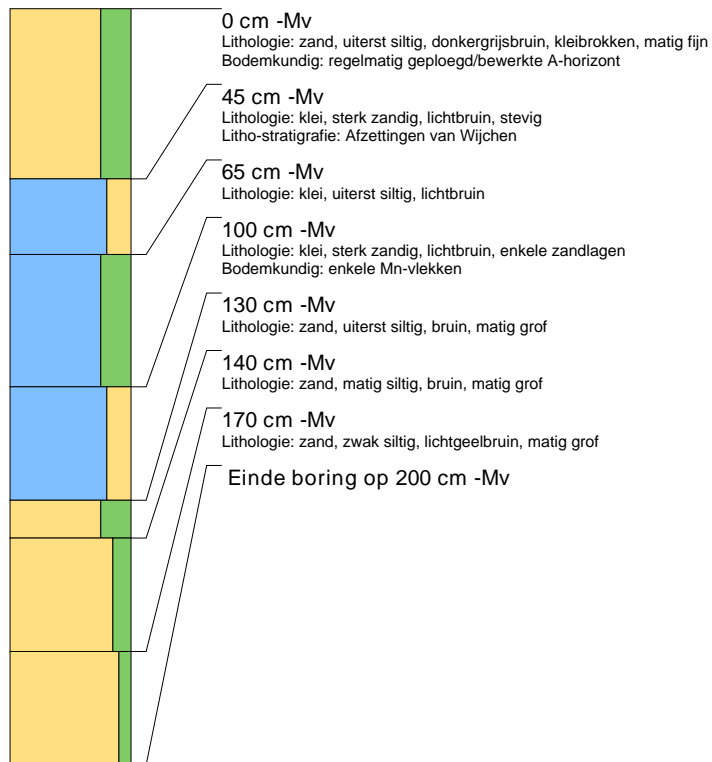 0 cm -Mv
Lithologie: zand, uiterst siltig, donkergrijsbruin, kleibrokken, matig fijn
Bodemkundig: regelmatig geploegd/bewerkte A-horizont
45 cm -Mv
Lithologie: klei, sterk zandig, lichtbruin, stevig
Litho-stratigrafie: Afzettingen van Wijchen
65 cm -Mv
Lithologie: klei, uiterst siltig, lichtbruin
100 cm -Mv
Lithologie: klei, sterk zandig, lichtbruin, enkele zandlagen
Bodemkundig: enkele Mn-vlekken
130 cm -Mv
Lithologie: zand, uiterst siltig, bruin, matig grof
140 cm -Mv
Lithologie: zand, matig siltig, bruin, matig grof
170 cm -Mv
Lithologie: zand, zwak siltig, lichtgeelbruin, matig grof
Einde boring op 200 cm -Mv